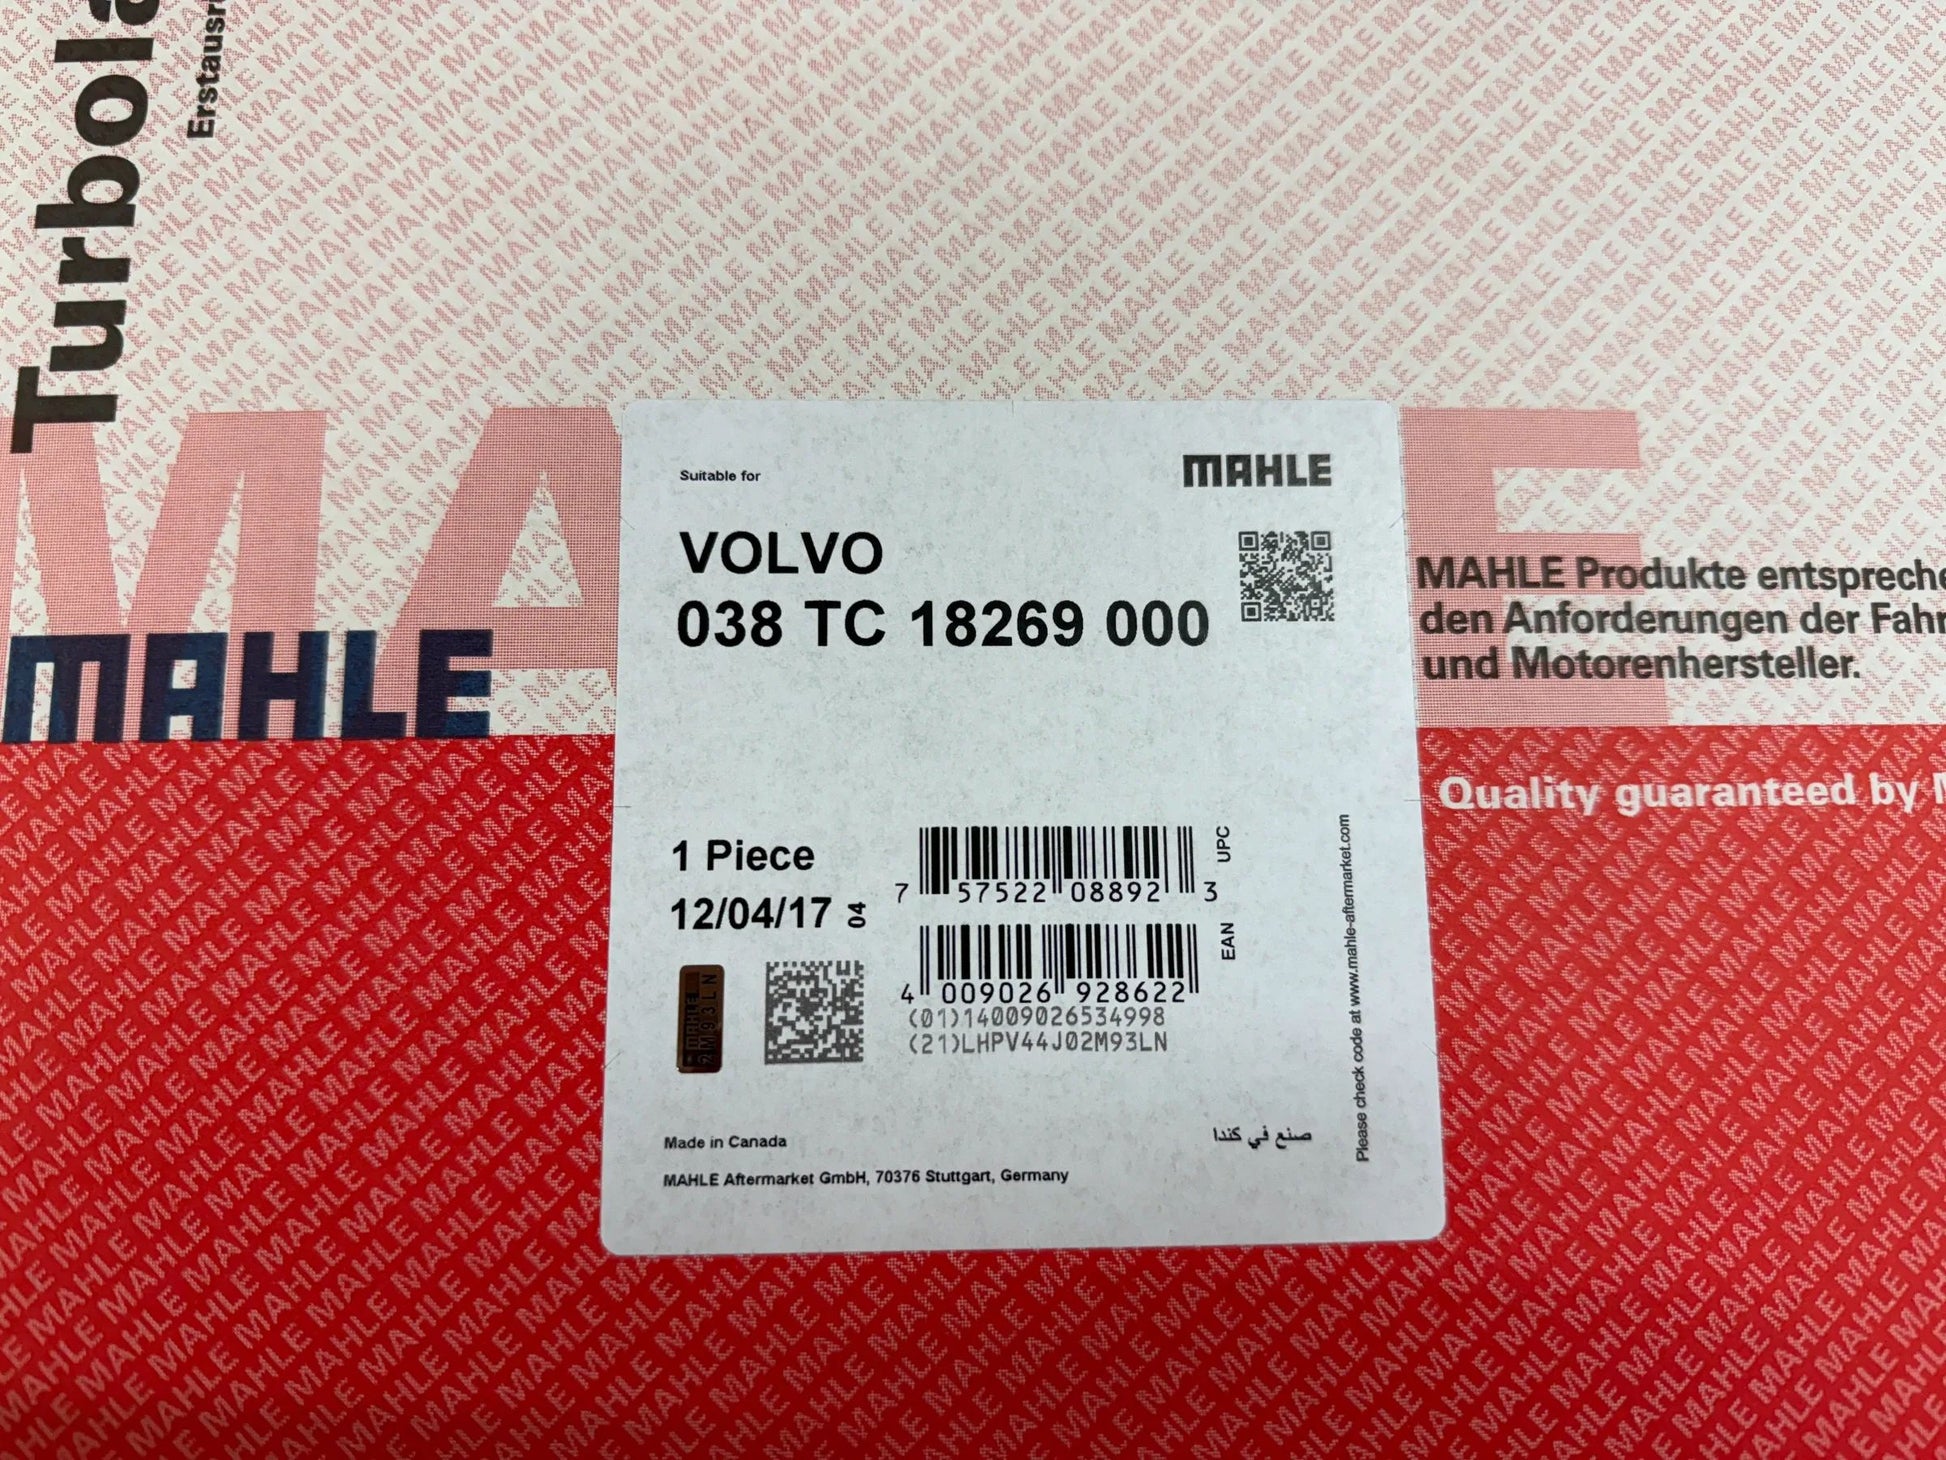 Turbola
Erstausr
MAHLE
Suitable for
MAHLE
VOLVO
038 TC 18269 000
1 Piece
12/04/17 04
7 57522 08892 3
UPC
4 009026 928622
EAN
(01)14009026534998
(21)LHPV44J02M93LN
MAHLE
2M93LN
Made in Canada
صنع في كندا
MAHLE Aftermarket GmbH, 70376 Stuttgart, Germany
Please check code at www.mahle-aftermarket.com
MAHLE Produkte entspreche
den Anforderungen der Fahr
und Motorenhersteller.
Quality guaranteed by M